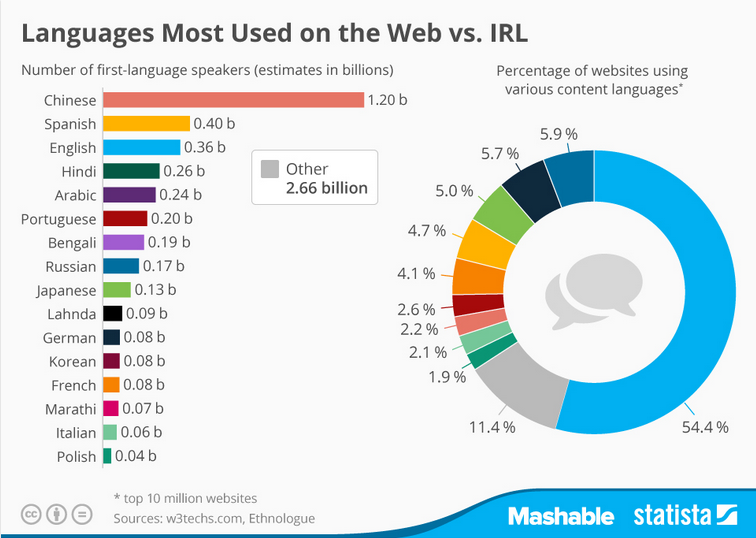 Languages Most Used on the Web vs. IRL
Number of first-language speakers (estimates in billions)
Chinese 1.20 b
Spanish 0.40 b
English 0.36 b
Hindi 0.26 b
Arabic 0.24 b
Portuguese 0.20 b
Bengali 0.19 b
Russian 0.17 b
Japanese 0.13 b
Lahnda 0.09 b
German 0.08 b
Korean 0.08 b
French 0.08 b
Marathi 0.07 b
Italian 0.06 b
Polish 0.04 b
Other
2.66 billion
Percentage of websites using
various content languages*
5.9 %
5.7 %
5.0 %
4.7 %
4.1 %
2.6 %
2.2 %
2.1 %
1.9 %
11.4 %
54.4 %
* top 10 million websites
Sources: w3techs.com, Ethnologue
cc
Mashable statista